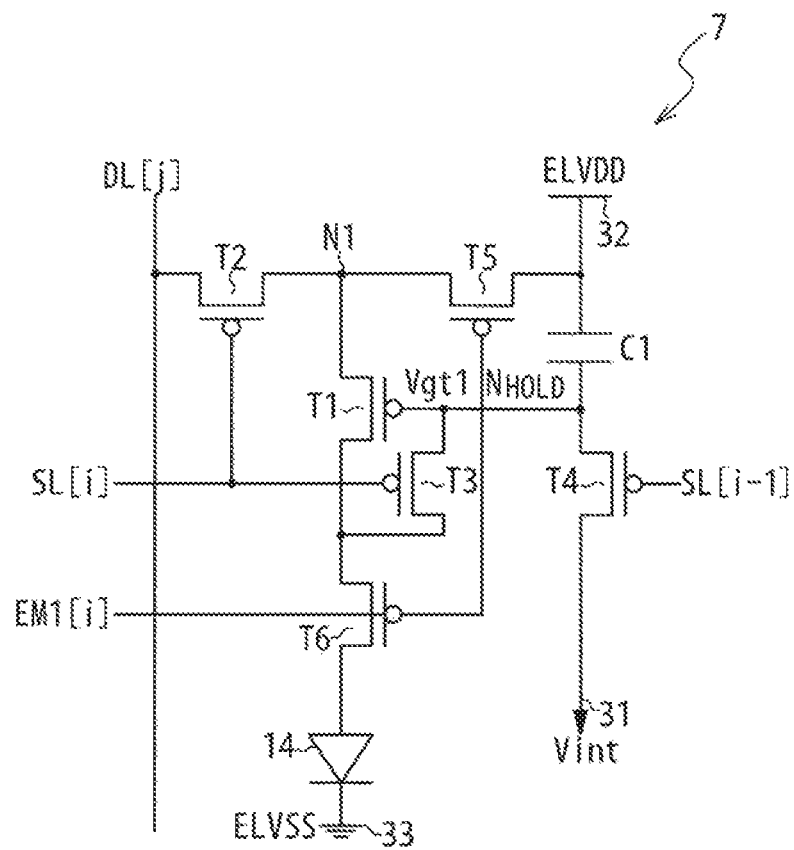 7
DL[j]
ELVDD
32
T2
N1
T5
C1
T1
Vgt1
NHOLD
SL[i]
T3
T4
SL[i-1]
EM1[i]
T6
31
14
Vint
ELVSS
33